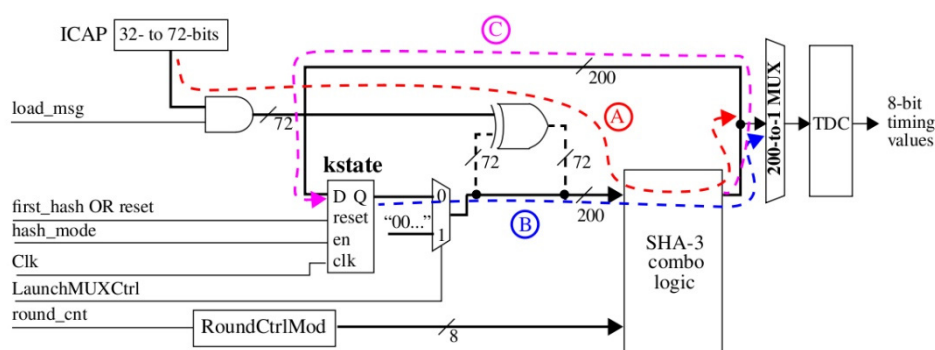 ICAP
32- to 72-bits
C
200
load_msg
72
A
200-to-1 MUX
TDC
8-bit
timing
values
72
72
kstate
D Q
reset
en
clk
0
1
“00...”
200
B
first_hash OR reset
hash_mode
Clk
LaunchMUXCtrl
round_cnt
RoundCtrlMod
8
SHA-3
combo
logic